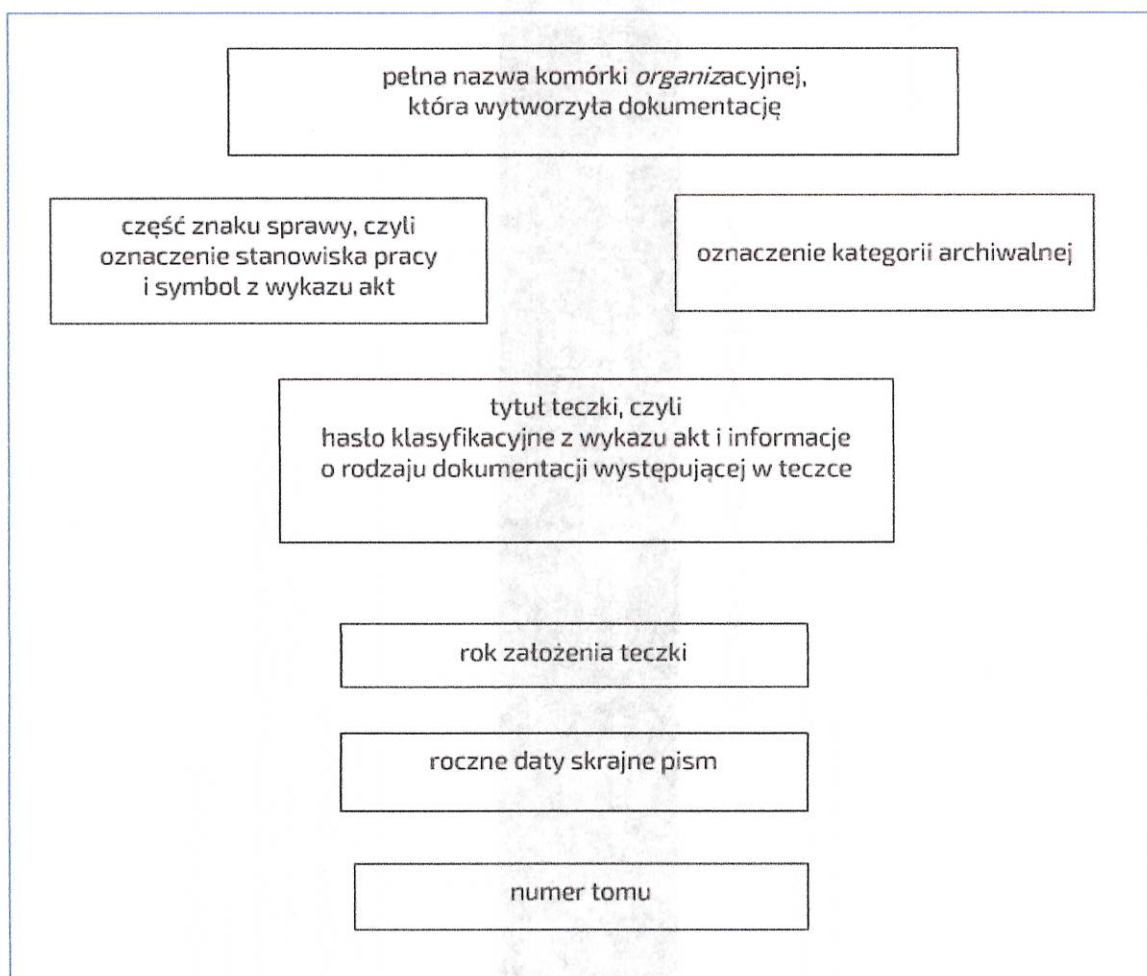 pełna nazwa komórki organizacyjnej,
która wytworzyła dokumentację
część znaku sprawy, czyli
oznaczenie stanowiska pracy
i symbol z wykazu akt
oznaczenie kategorii archiwalnej
tytuł teczki, czyli
hasło klasyfikacyjne z wykazu akt i informacje
o rodzaju dokumentacji występującej w teczce
rok założenia teczki
roczne daty skrajne pism
numer tomu